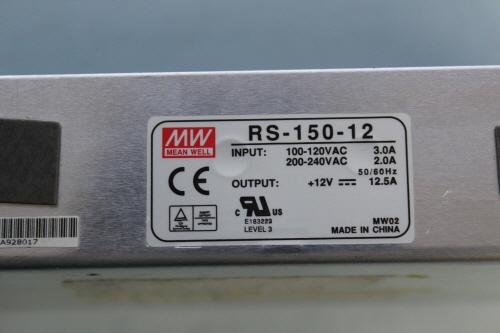 MW
MEAN WELL
RS-150-12
INPUT: 100-120VAC 3.0A
200-240VAC 2.0A
50/60Hz
OUTPUT: +12V 12.5A
CE
c RU US
E183223
LEVEL 3
MW02
MADE IN CHINA
A928017